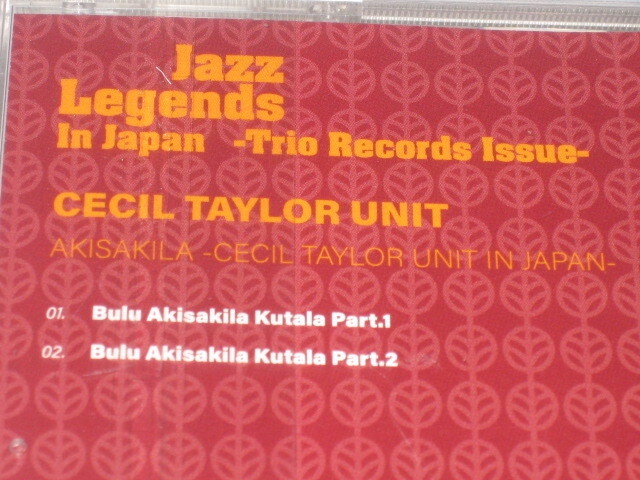 Jazz
Legends
In Japan -Trio Records Issue-
CECIL TAYLOR UNIT
AKISAKILA -CECIL TAYLOR UNIT IN JAPAN-
01. Bulu Akisakila Kutala Part.1
02. Bulu Akisakila Kutala Part.2